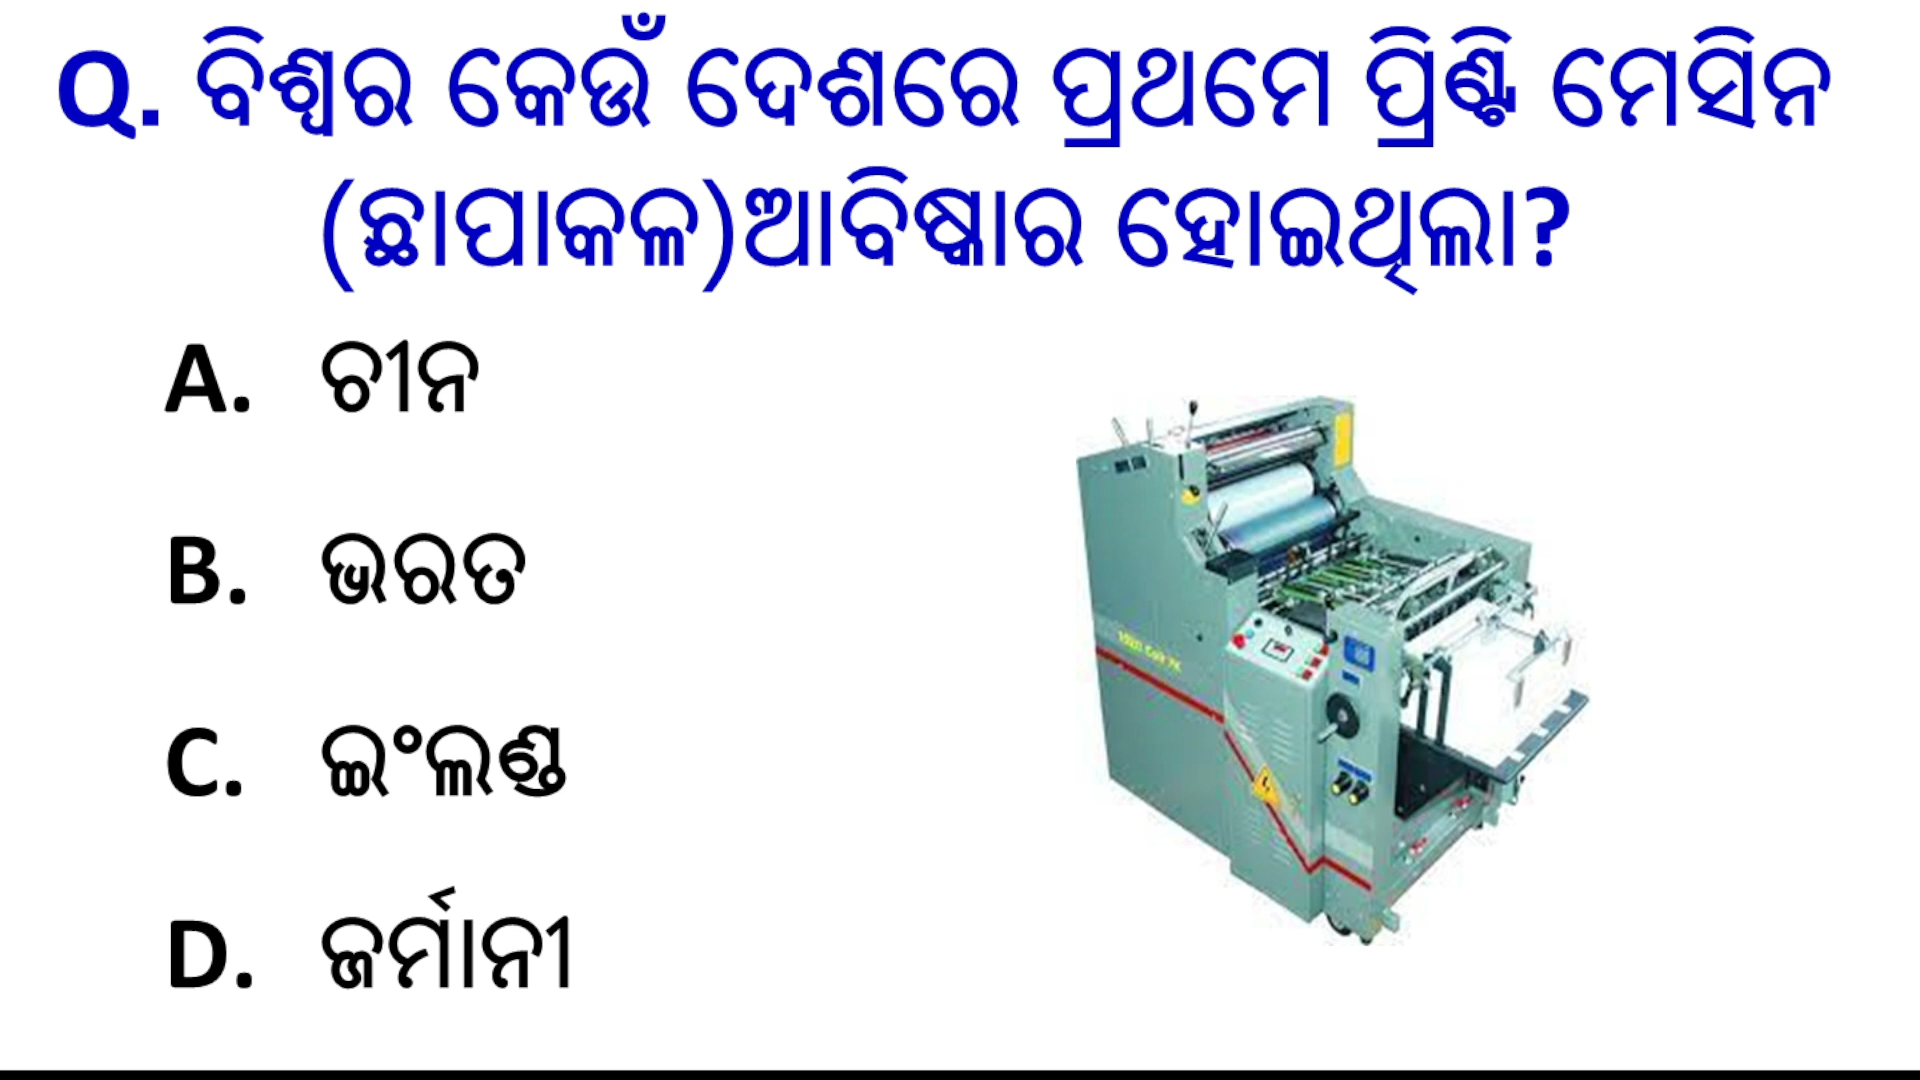 Q. ବିଶ୍ୱର କେଉଁ ଦେଶରେ ପ୍ରଥମେ ପ୍ରିଣ୍ଟି ମେସିନ
(ଛାପାକଳ)ଆବିଷ୍କାର ହୋଇଥିଲା?
A. ଚୀନ
B. ଭରତ
C. ଇଂଲଣ୍ଡ
D. ଜର୍ମାନୀ